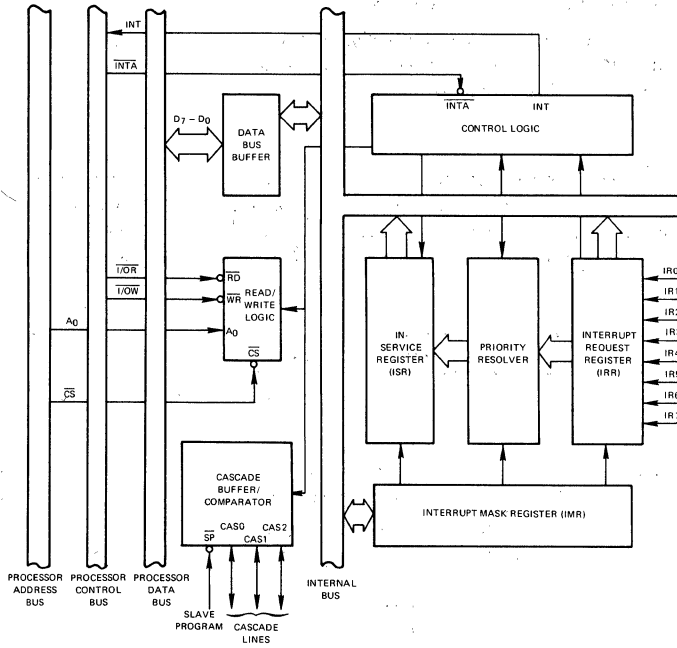 INT
INTA
INTA
INT
CONTROL LOGIC
D7 – D0
DATA
BUS
BUFFER
I/OR
RD
READ/
WRITE
LOGIC
I/OW
WR
A0
A0
CS
CS
IN-
SERVICE
REGISTER
(ISR)
PRIORITY
RESOLVER
INTERRUPT
REQUEST
REGISTER
(IRR)
IR0
IR1
IR2
IR3
IR4
IR5
IR6
IR7
CASCADE
BUFFER/
COMPARATOR
SP
CAS0
CAS1
CAS2
INTERRUPT MASK REGISTER (IMR)
PROCESSOR
ADDRESS
BUS
PROCESSOR
CONTROL
BUS
PROCESSOR
DATA
BUS
INTERNAL
BUS
SLAVE
PROGRAM
CASCADE
LINES